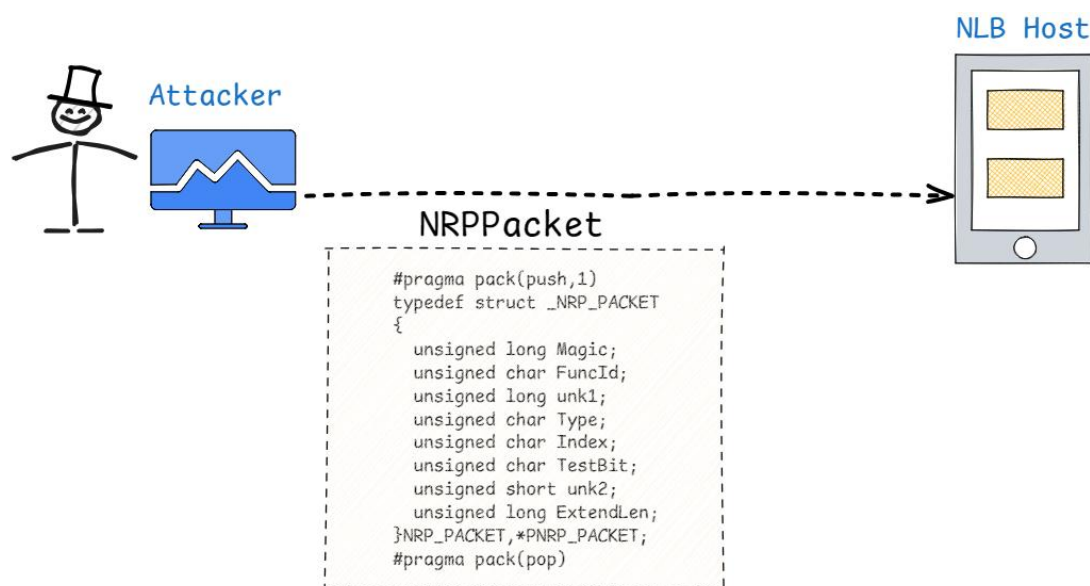 NLB Host
Attacker
NRPPacket
#pragma pack(push,1)
typedef struct _NRP_PACKET
{
unsigned long Magic;
unsigned char FuncId;
unsigned long unk1;
unsigned char Type;
unsigned char Index;
unsigned char TestBit;
unsigned short unk2;
unsigned long ExtendLen;
}NRP_PACKET,*PNRP_PACKET;
#pragma pack(pop)